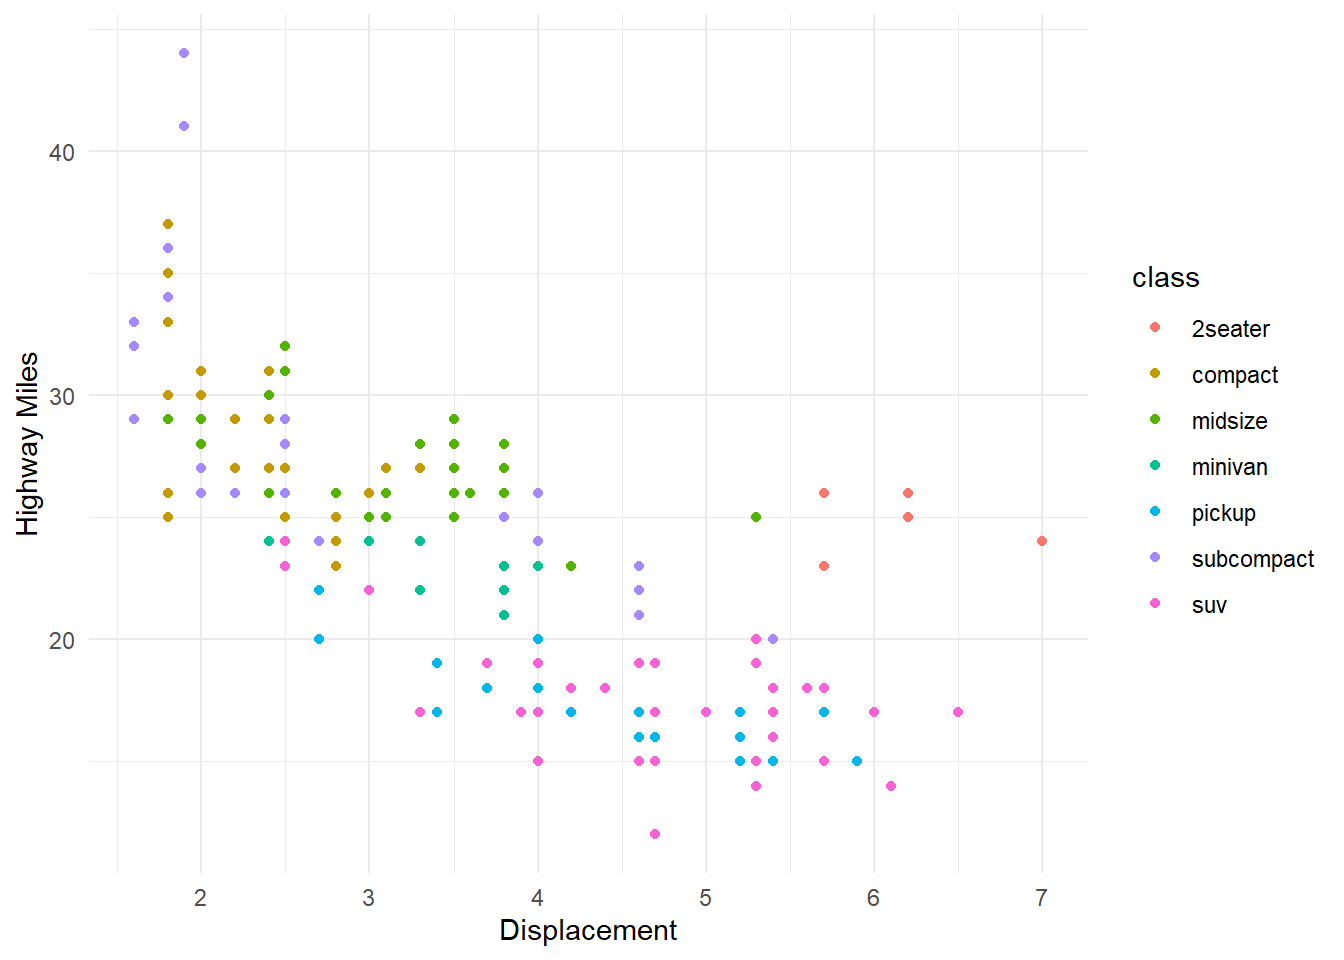 40
30
20
Highway Miles
2 3 4 5 6 7
Displacement
class
2seater
compact
midsize
minivan
pickup
subcompact
suv